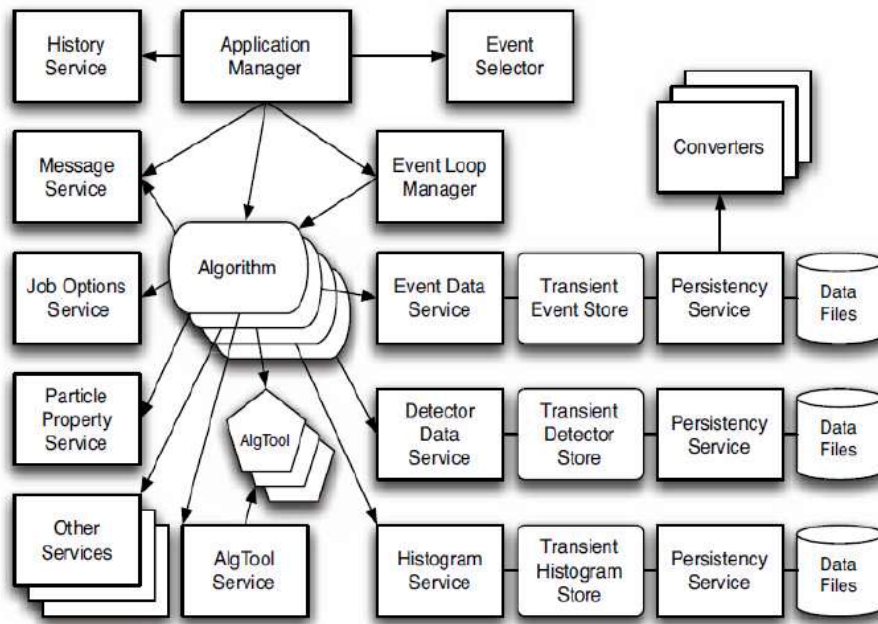 History
Service
Application
Manager
Event
Selector
Message
Service
Event Loop
Manager
Converters
Algorithm
Job Options
Service
Event Data
Service
Transient
Event Store
Persistency
Service
Data
Files
Particle
Property
Service
AlgTool
Detector
Data
Service
Transient
Detector
Store
Persistency
Service
Data
Files
Other
Services
AlgTool
Service
Histogram
Service
Transient
Histogram
Store
Persistency
Service
Data
Files